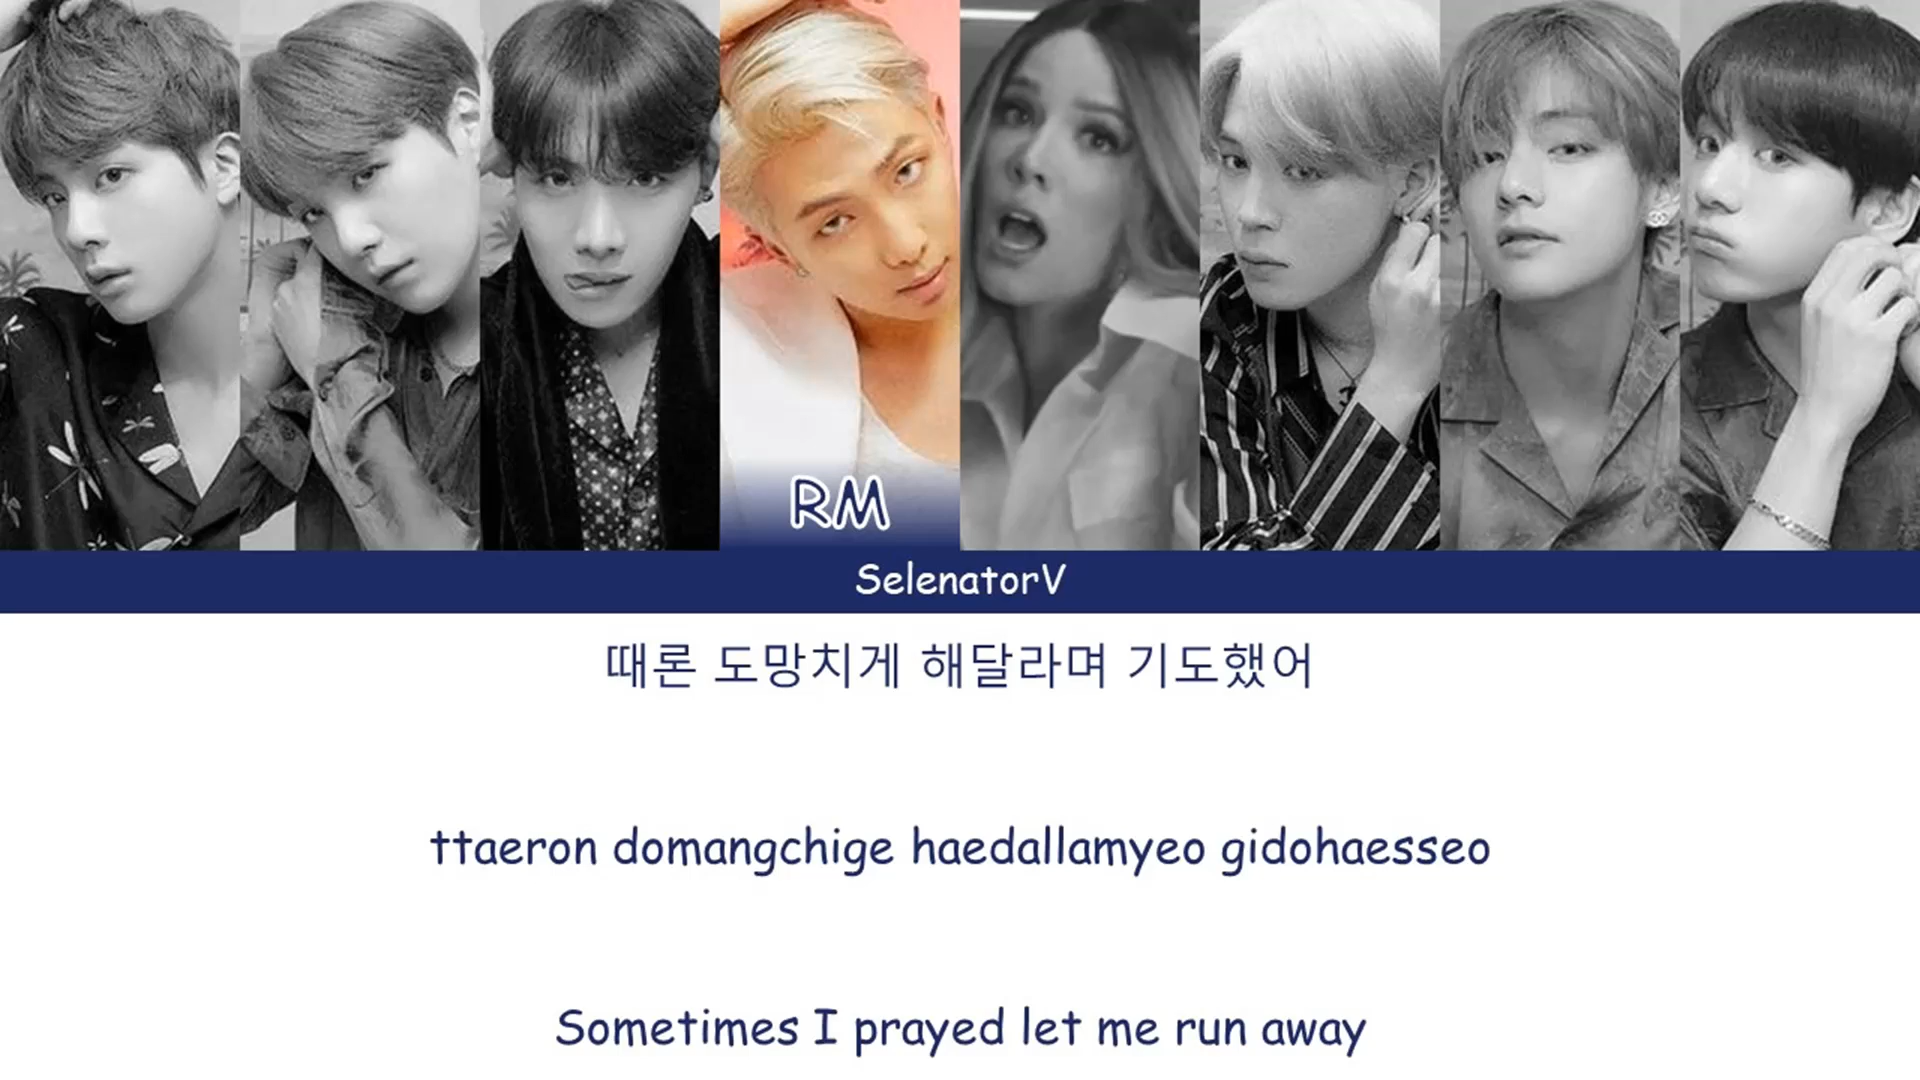 RM
SelenatorV
때론 도망치게 해달라며 기도했어
ttaeron domangchige haedallamyeo gidohaesseo
Sometimes I prayed let me run away